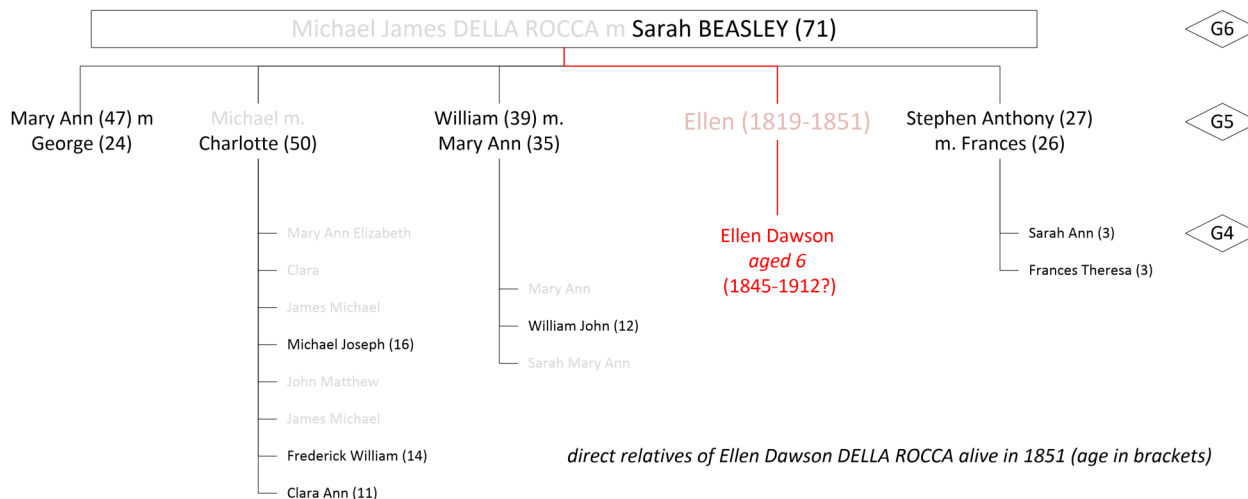 Michael James DELLA ROCCA m Sarah BEASLEY (71)
G6
Mary Ann (47) m
George (24)
Michael m.
Charlotte (50)
William (39) m.
Mary Ann (35)
Ellen (1819-1851)
Stephen Anthony (27)
m. Frances (26)
G5
Mary Ann Elizabeth
Clara
James Michael
Michael Joseph (16)
John Matthew
James Michael
Frederick William (14)
Clara Ann (11)
Mary Ann
William John (12)
Sarah Mary Ann
Ellen Dawson
aged 6
(1845-1912?)
Sarah Ann (3)
Frances Theresa (3)
G4
direct relatives of Ellen Dawson DELLA ROCCA alive in 1851 (age in brackets)